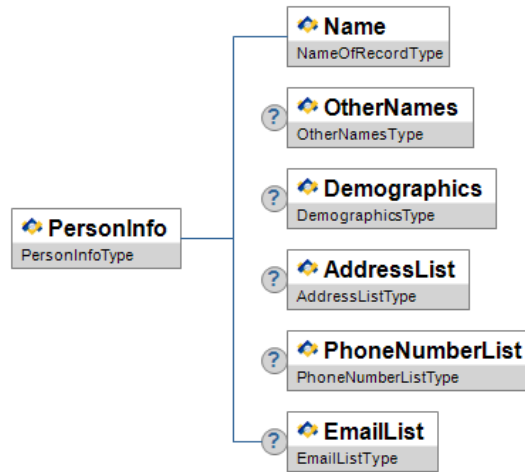 Name
NameOfRecordType
?
OtherNames
OtherNamesType
?
Demographics
DemographicsType
PersonInfo
PersonInfoType
?
AddressList
AddressListType
?
PhoneNumberList
PhoneNumberListType
?
EmailList
EmailListType